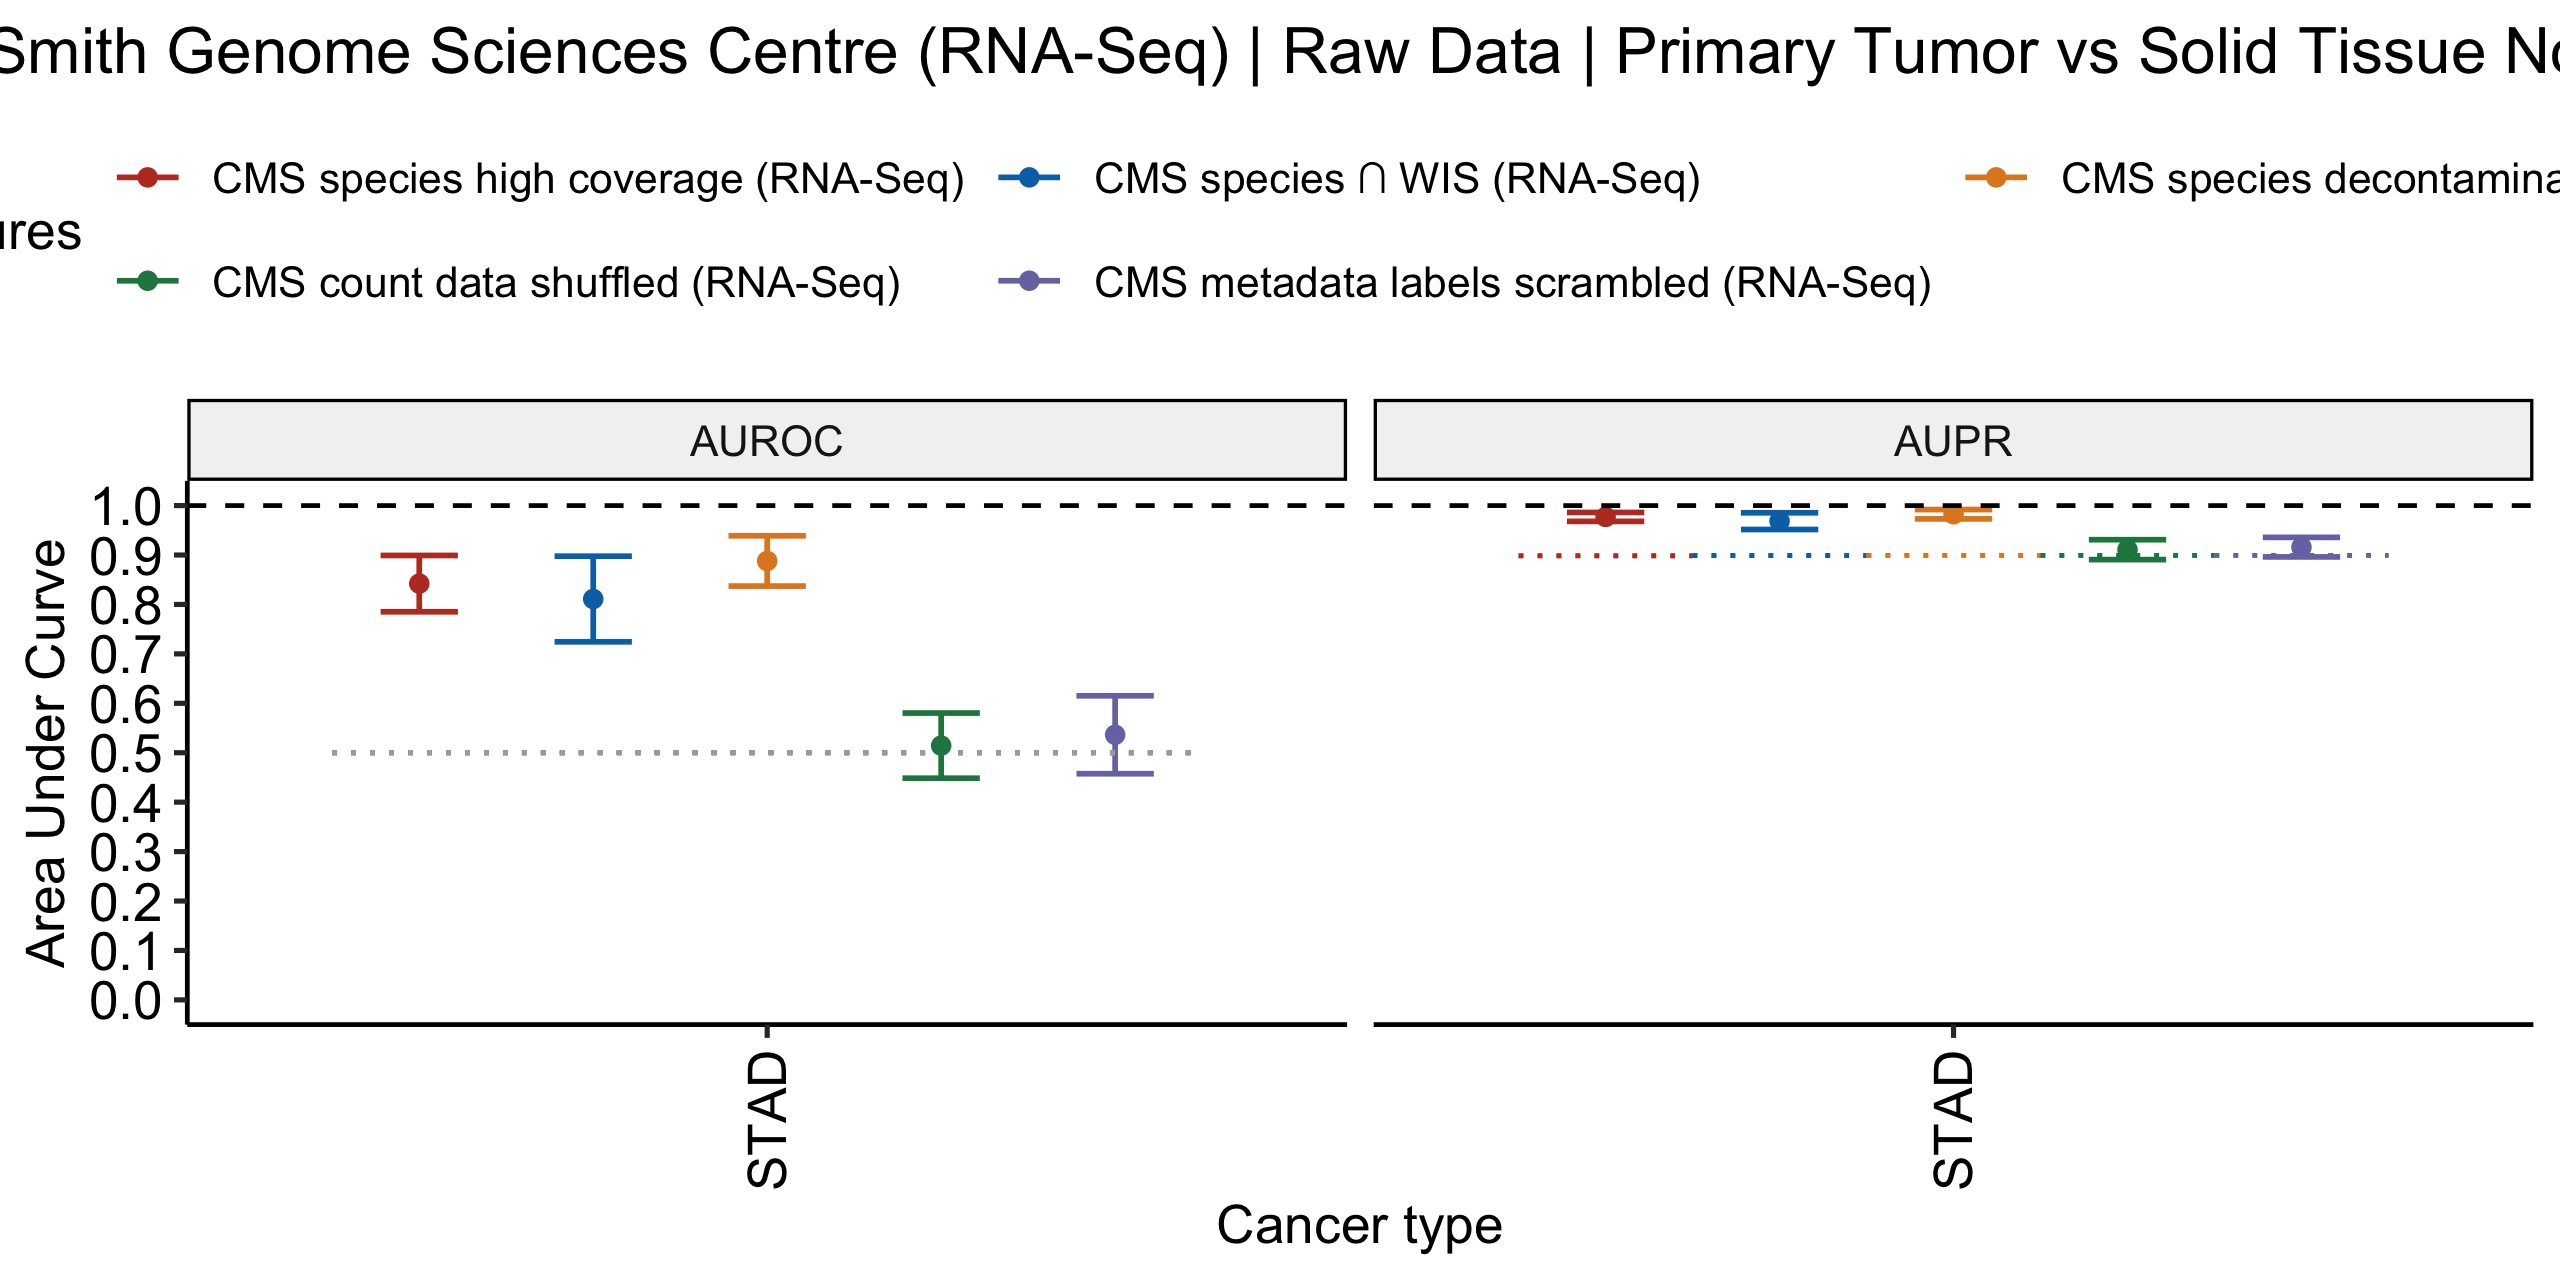 Smith Genome Sciences Centre (RNA-Seq) | Raw Data | Primary Tumor vs Solid Tissue
CMS species high coverage (RNA-Seq) CMS species ∩ WIS (RNA-Seq) CMS species
CMS count data shuffled (RNA-Seq) CMS metadata labels scrambled (RNA-Seq)
AUROC AUPR
Area Under Curve
1.0
0.9
0.8
0.7
0.6
0.5
0.4
0.3
0.2
0.1
0.0
STAD STAD
Cancer type